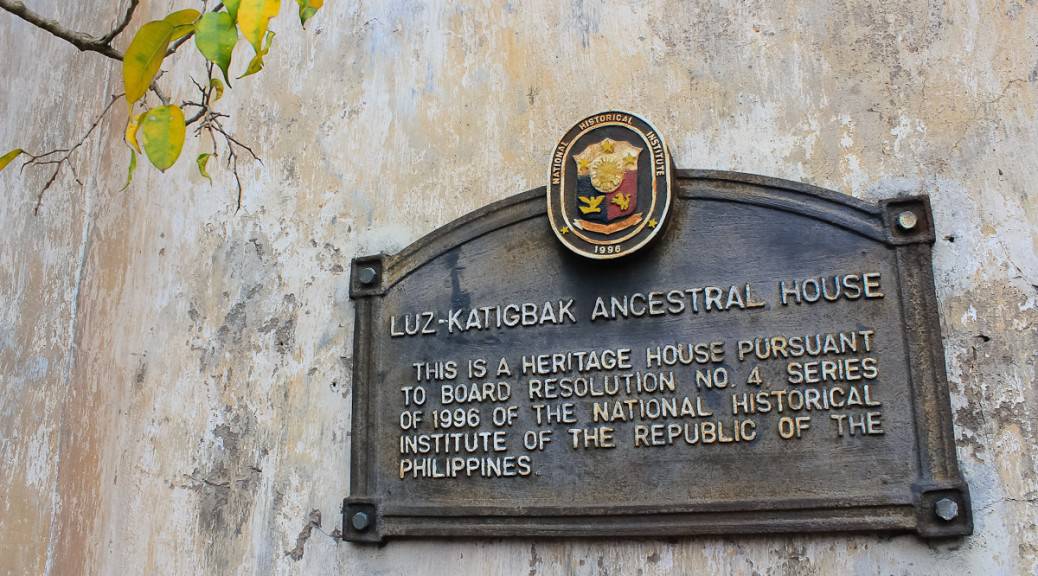 NATIONAL HISTORICAL INSTITUTE
1996
LUZ-KATIGBAK ANCESTRAL HOUSE
THIS IS A HERITAGE HOUSE PURSUANT
TO BOARD RESOLUTION NO. 4, SERIES
OF 1996 OF THE NATIONAL HISTORICAL
INSTITUTE OF THE REPUBLIC OF THE
PHILIPPINES.